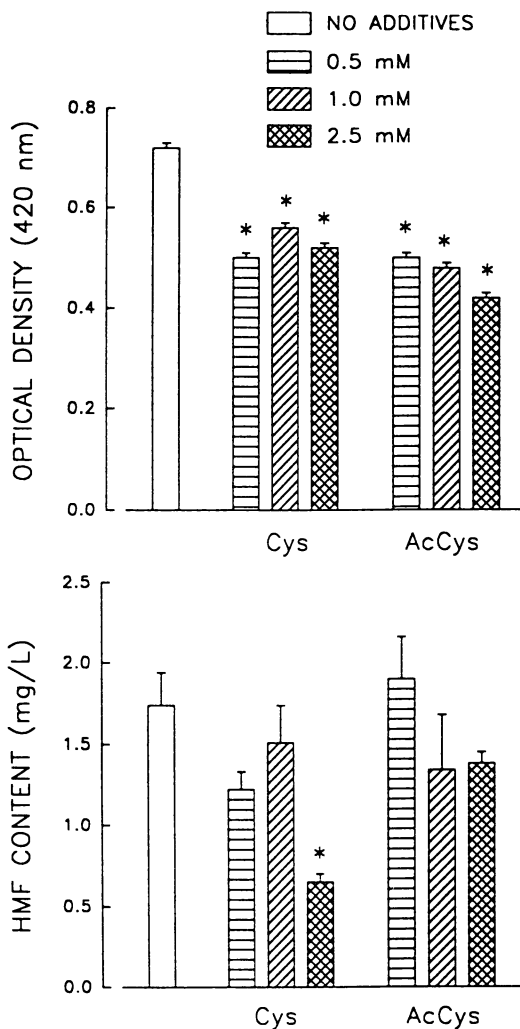 NO ADDITIVES
0.5 mM
1.0 mM
2.5 mM
OPTICAL DENSITY (420 nm)
0.8
0.6
0.4
0.2
0.0
* * *
* * *
Cys AcCys
HMF CONTENT (mg/L)
2.5
2.0
1.5
1.0
0.5
0.0
*
Cys AcCys